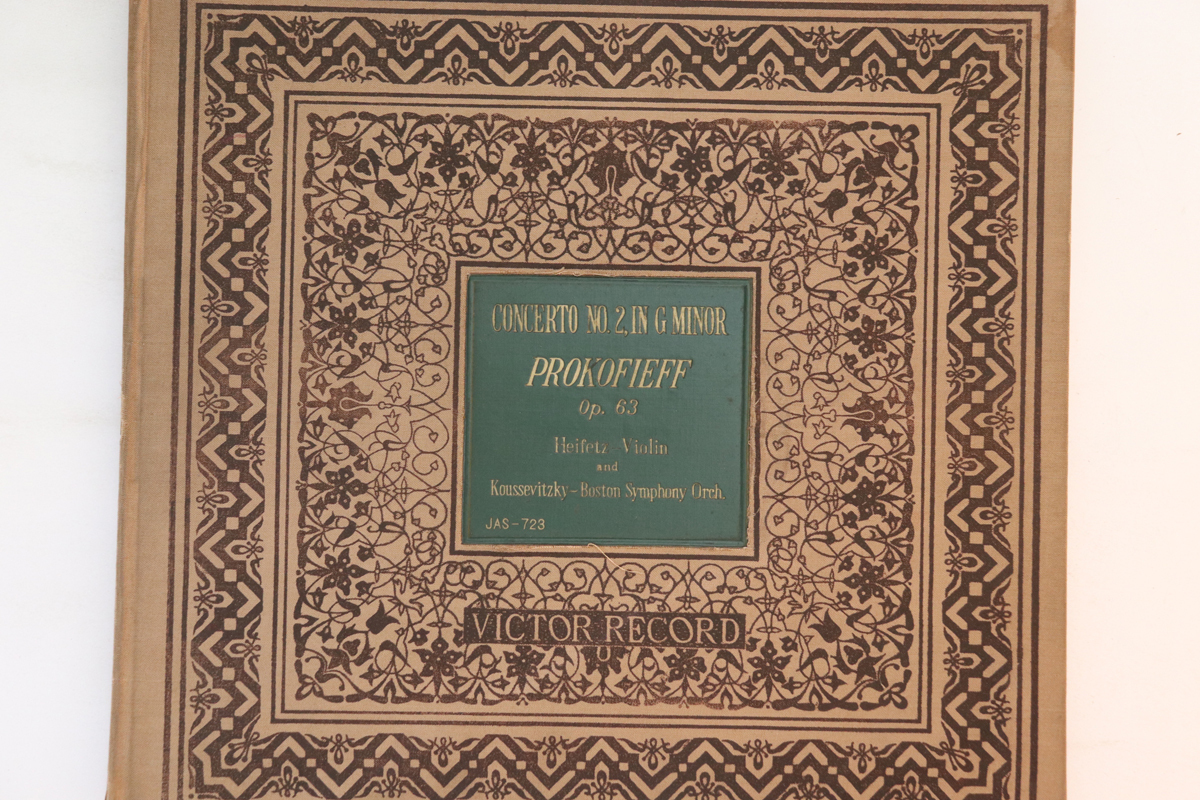 CONCERTO NO. 2, IN G MINOR
PROKOFIEFF
Op. 63
Heifetz-Violin
and
Koussevitzky-Boston Symphony Orch.
JAS-723
VICTOR RECORD